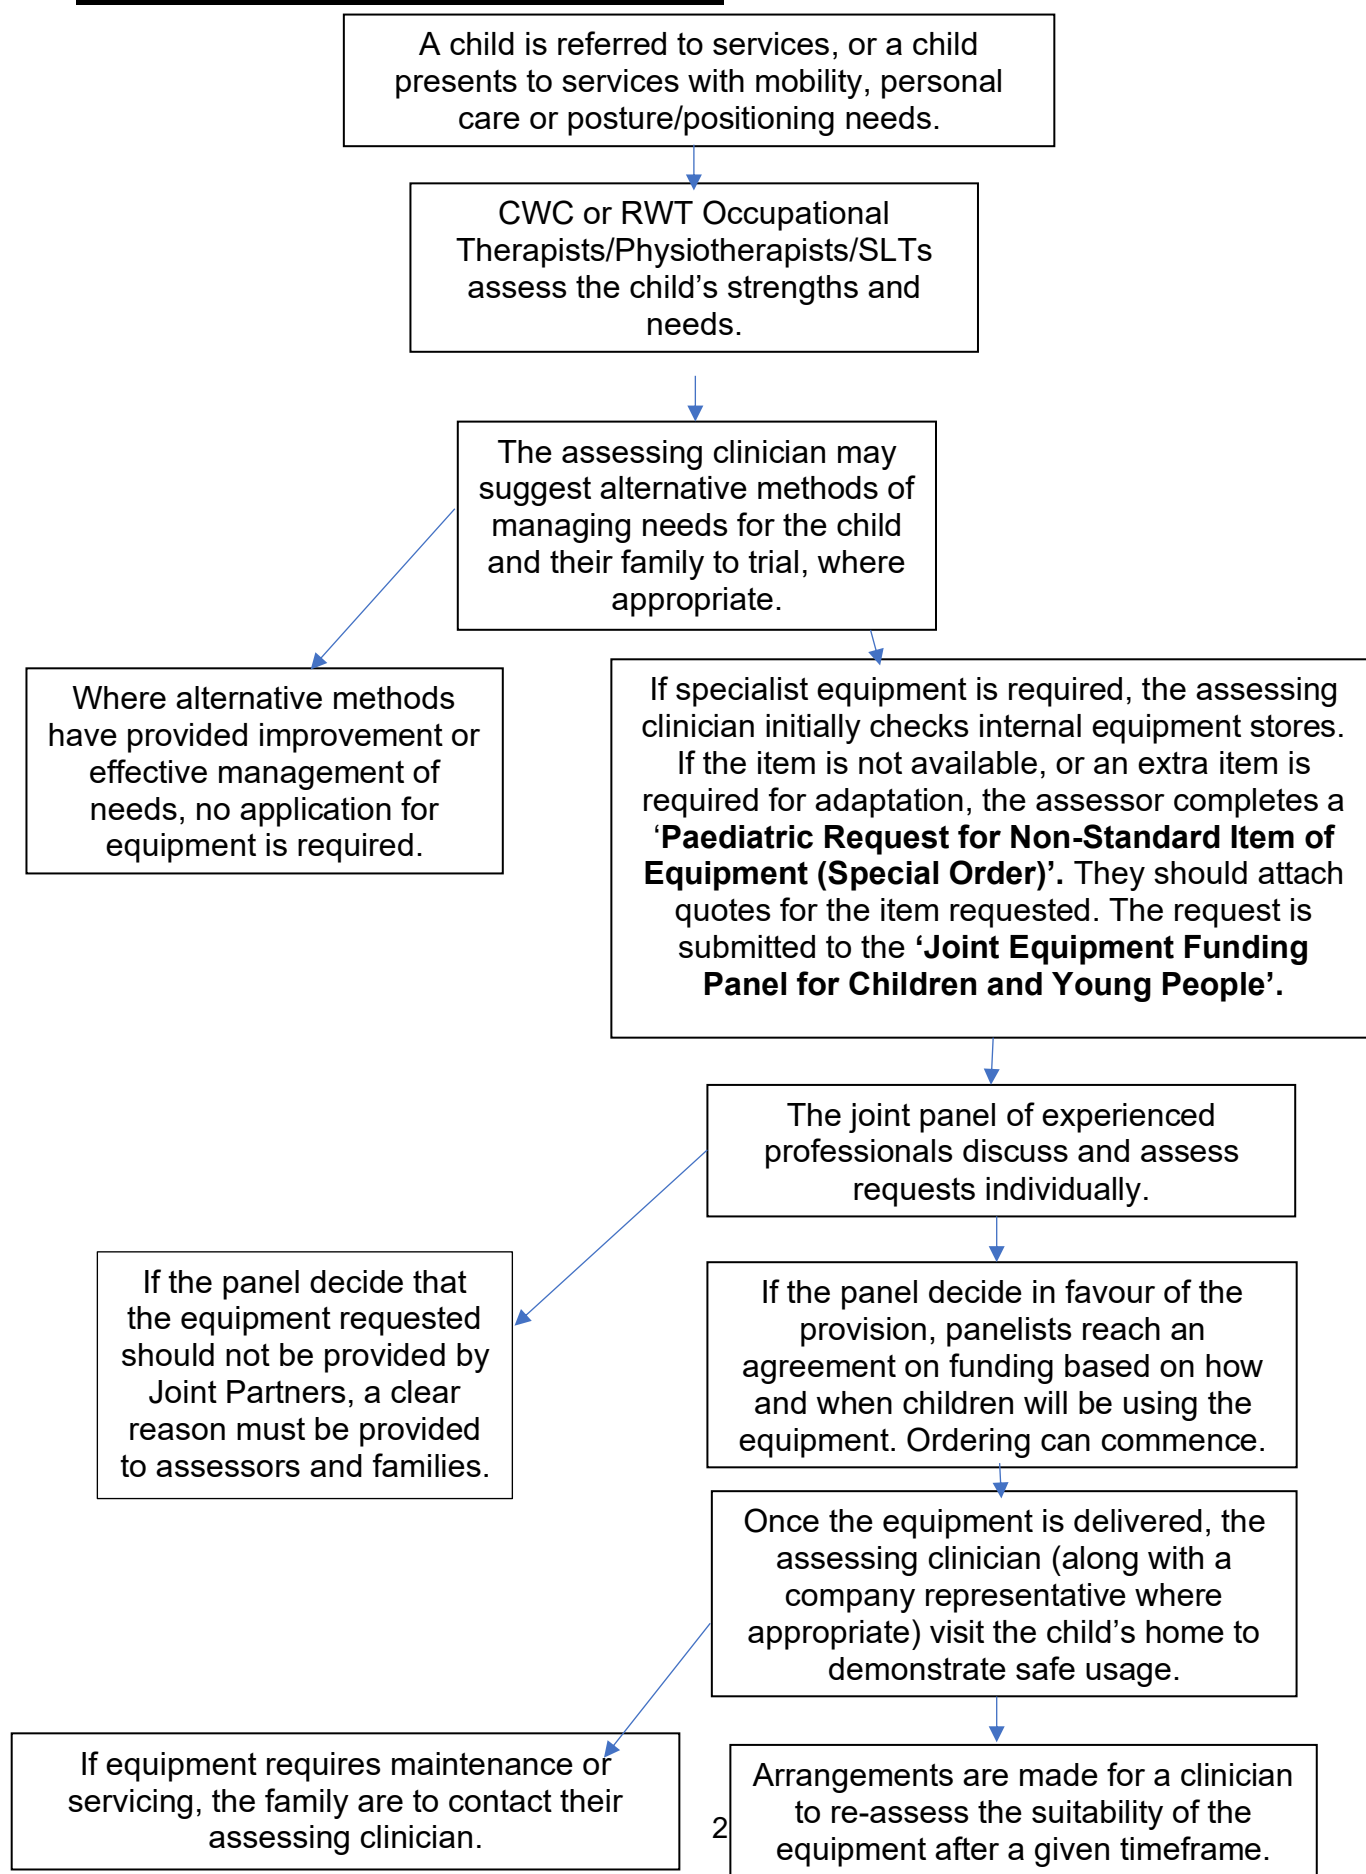 A child is referred to services, or a child
presents to services with mobility, personal
care or posture/positioning needs.
CWC or RWT Occupational
Therapists/Physiotherapists/SLTs
assess the child’s strengths and
needs.
The assessing clinician may
suggest alternative methods of
managing needs for the child
and their family to trial, where
appropriate.
Where alternative methods
have provided improvement or
effective management of
needs, no application for
equipment is required.
If specialist equipment is required, the assessing
clinician initially checks internal equipment stores.
If the item is not available, or an extra item is
required for adaptation, the assessor completes a
‘Paediatric Request for Non-Standard Item of
Equipment (Special Order)’. They should attach
quotes for the item requested. The request is
submitted to the ‘Joint Equipment Funding
Panel for Children and Young People’.
The joint panel of experienced
professionals discuss and assess
requests individually.
If the panel decide that
the equipment requested
should not be provided by
Joint Partners, a clear
reason must be provided
to assessors and families.
If the panel decide in favour of the
provision, panelists reach an
agreement on funding based on how
and when children will be using the
equipment. Ordering can commence.
Once the equipment is delivered, the
assessing clinician (along with a
company representative where
appropriate) visit the child’s home to
demonstrate safe usage.
If equipment requires maintenance or
servicing, the family are to contact their
assessing clinician.
Arrangements are made for a clinician
to re-assess the suitability of the
equipment after a given timeframe.
2